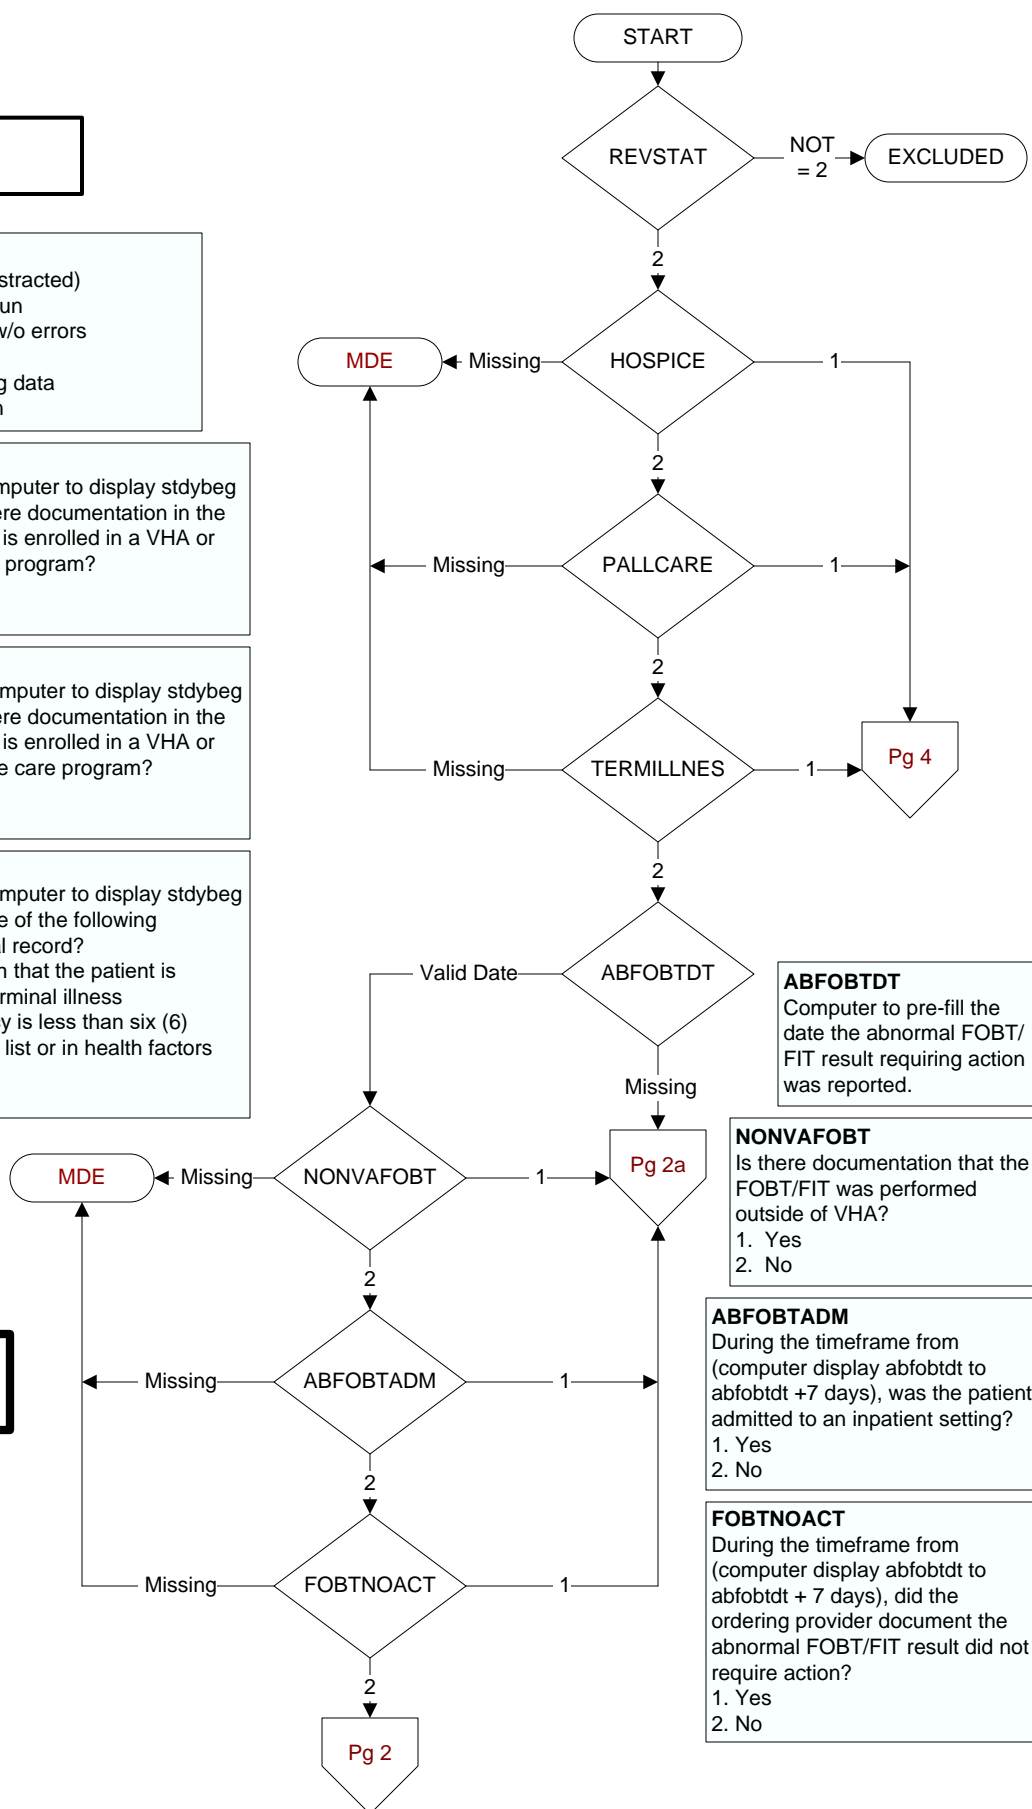 START
REVSTAT
NOT
= 2
EXCLUDED
2
stracted)
un
w/o errors
g data
n
MDE
Missing
HOSPICE
1
2
mputer to display stdybeg
ere documentation in the
is enrolled in a VHA or
program?
Missing
PALLCARE
1
2
mputer to display stdybeg
ere documentation in the
is enrolled in a VHA or
e care program?
Missing
TERMILLNES
1
Pg 4
2
mputer to display stdybeg
e of the following
al record?
n that the patient is
erminal illness
cy is less than six (6)
list or in health factors
Valid Date
ABFOBTDT
Missing
ABFOBTDT
Computer to pre-fill the
date the abnormal FOBT/
FIT result requiring action
was reported.
MDE
Missing
NONVAFOBT
1
Pg 2a
2
NONVAFOBT
Is there documentation that the
FOBT/FIT was performed
outside of VHA?
1. Yes
2. No
Missing
ABFOBTADM
1
2
ABFOBTADM
During the timeframe from
(computer display abfobtdt to
abfobtdt +7 days), was the patient
admitted to an inpatient setting?
1. Yes
2. No
Missing
FOBTNOACT
1
2
FOBTNOACT
During the timeframe from
(computer display abfobtdt to
abfobtdt + 7 days), did the
ordering provider document the
abnormal FOBT/FIT result did not
require action?
1. Yes
2. No
Pg 2